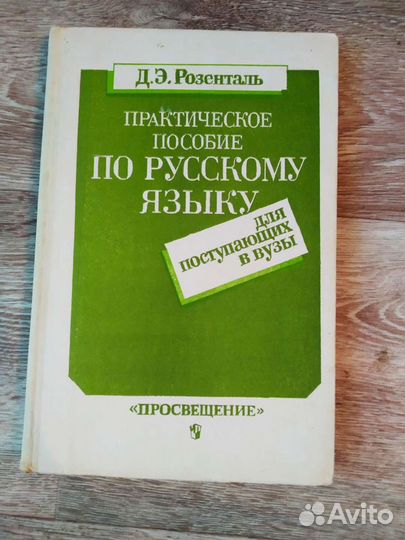 Д.Э. Розенталь
ПРАКТИЧЕСКОЕ
ПОСОБИЕ
ПО РУССКОМУ
ЯЗЫКУ
для
поступающих
в вузы
«ПРОСВЕЩЕНИЕ»
Avito